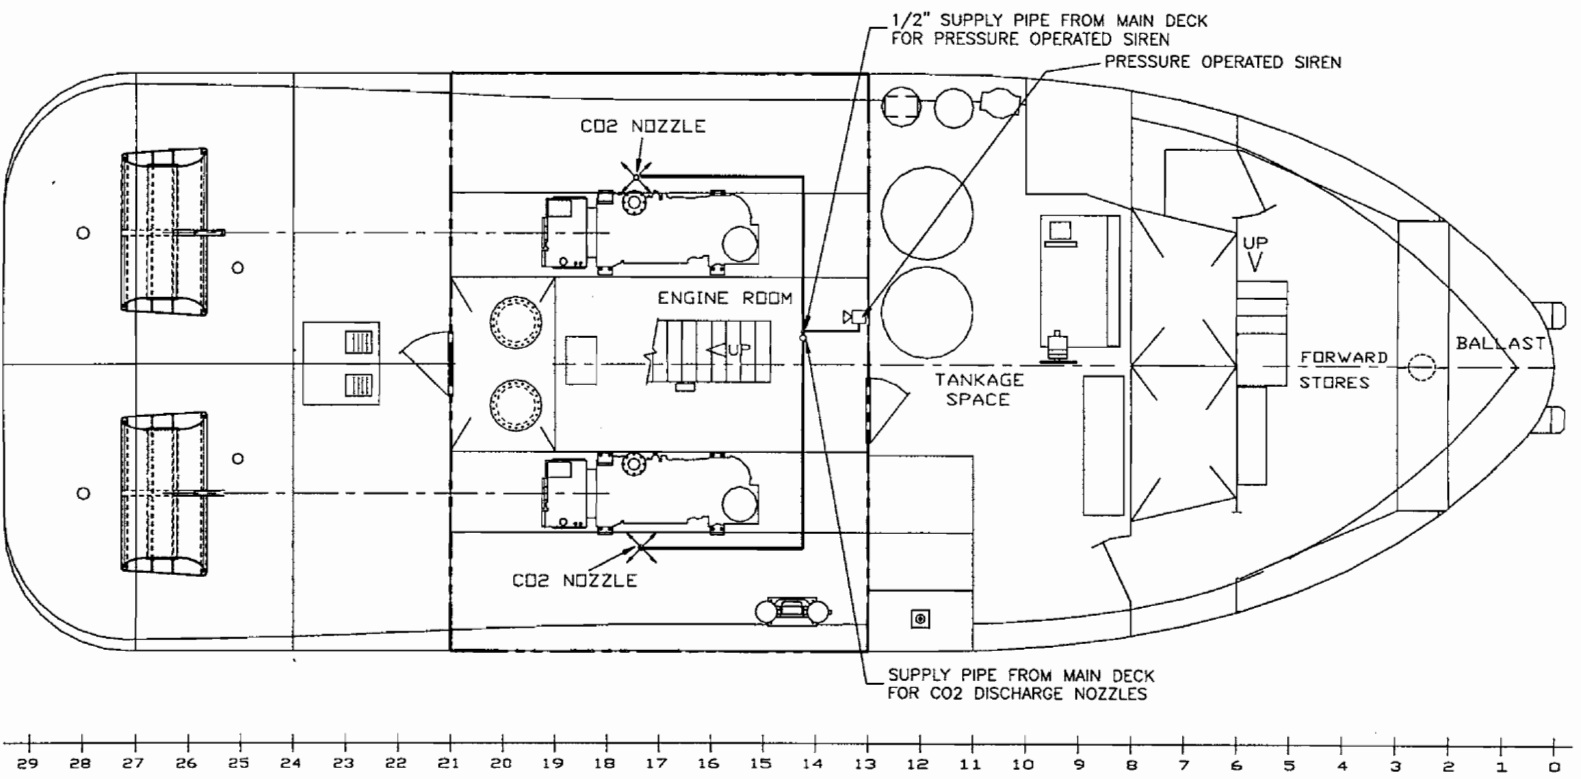 1/2" SUPPLY PIPE FROM MAIN DECK
FOR PRESSURE OPERATED SIREN
PRESSURE OPERATED SIREN
CO2 NOZZLE
UP
ENGINE ROOM
UP
BALLAST
FORWARD
STORES
TANKAGE
SPACE
CO2 NOZZLE
SUPPLY PIPE FROM MAIN DECK
FOR CO2 DISCHARGE NOZZLES
29 28 27 26 25 24 23 22 21 20 19 18 17 16 15 14 13 12 11 10 9 8 7 6 5 4 3 2 1 0